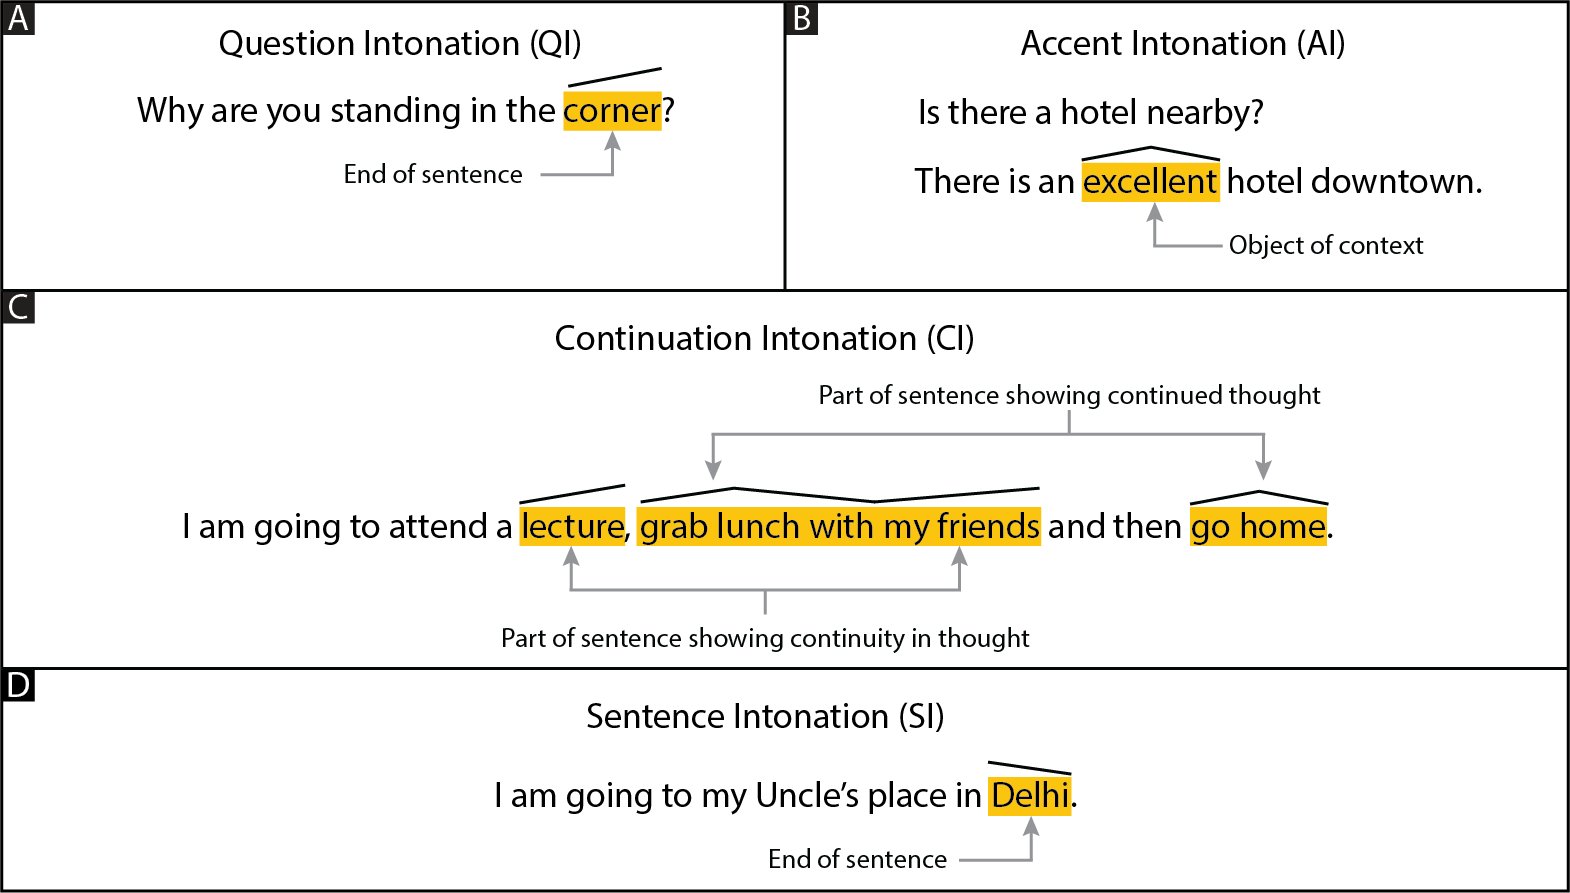 A
Question Intonation (QI)
Why are you standing in the corner?
End of sentence
B
Accent Intonation (AI)
Is there a hotel nearby?
There is an excellent hotel downtown.
Object of context
C
Continuation Intonation (CI)
Part of sentence showing continued thought
I am going to attend a lecture, grab lunch with my friends and then go home.
Part of sentence showing continuity in thought
D
Sentence Intonation (SI)
I am going to my Uncle’s place in Delhi.
End of sentence